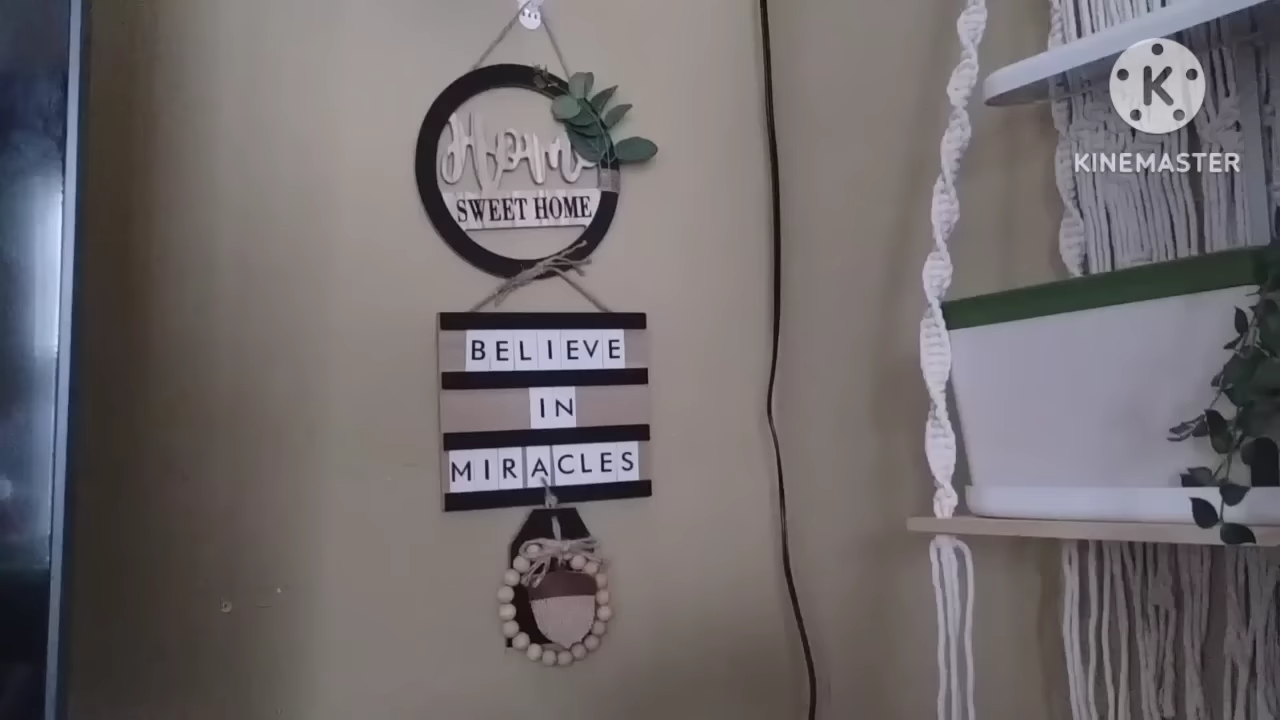 Home
SWEET HOME
BELIEVE
IN
MIRACLES
K
KINEMASTER